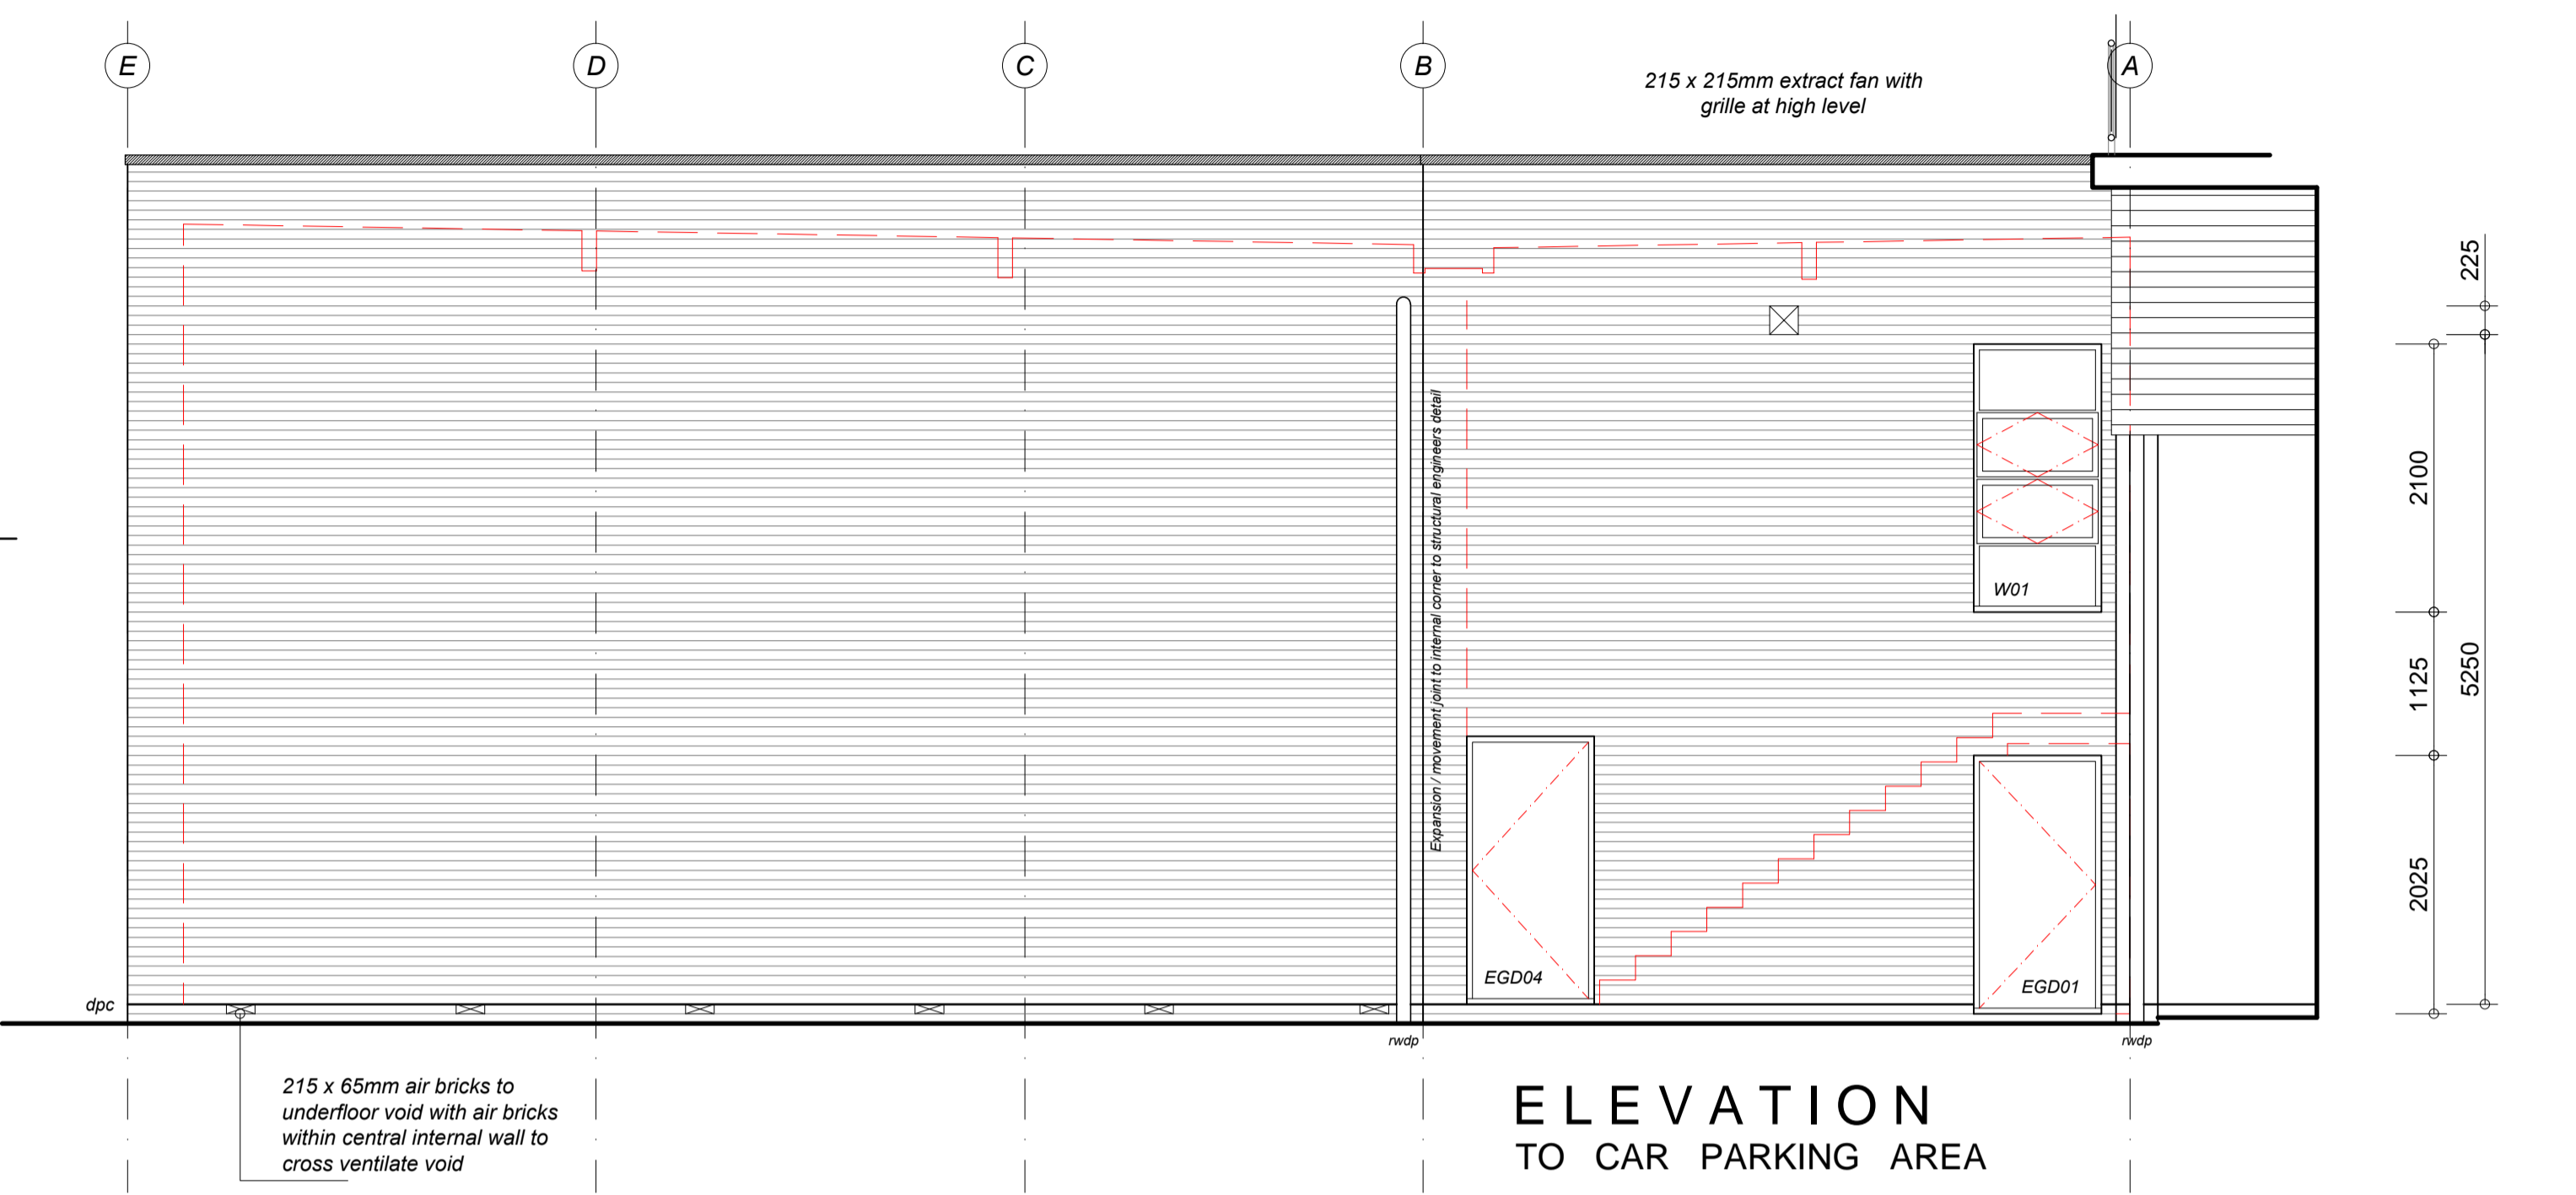 E
D
C
B
A
215 x 215mm extract fan with
grille at high level
225
2100
1125
5250
2025
Expansion / movement joint to internal corner to structural engineers detail
W01
EGD04
EGD01
dpc
rwdp
rwdp
215 x 65mm air bricks to
underfloor void with air bricks
within central internal wall to
cross ventilate void
ELEVATION
TO CAR PARKING AREA